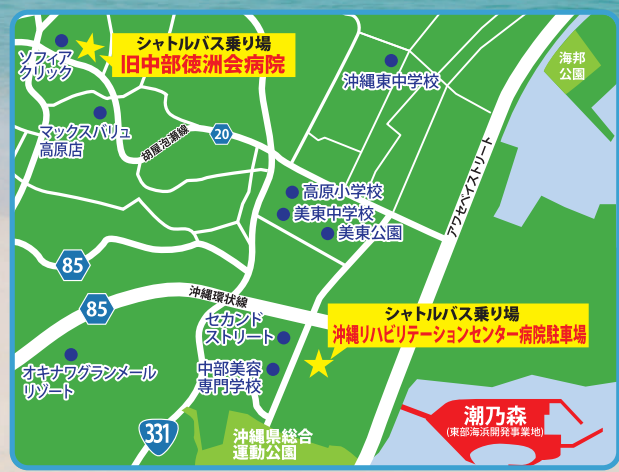 シャトルバス乗り場
旧中部徳洲会病院
ソフィア
クリック
マックスバリュ
高原店
胡屋泡瀬線
20
沖縄東中学校
海邦
公園
アワセベイストリート
高原小学校
美東中学校
美東公園
85
85
沖縄環状線
セカンド
ストリート
シャトルバス乗り場
沖縄リハビリテーションセンター病院駐車場
オキナワグランメール
リゾート
中部美容
専門学校
331
沖縄県総合
運動公園
潮乃森
(東部海浜開発事業地)